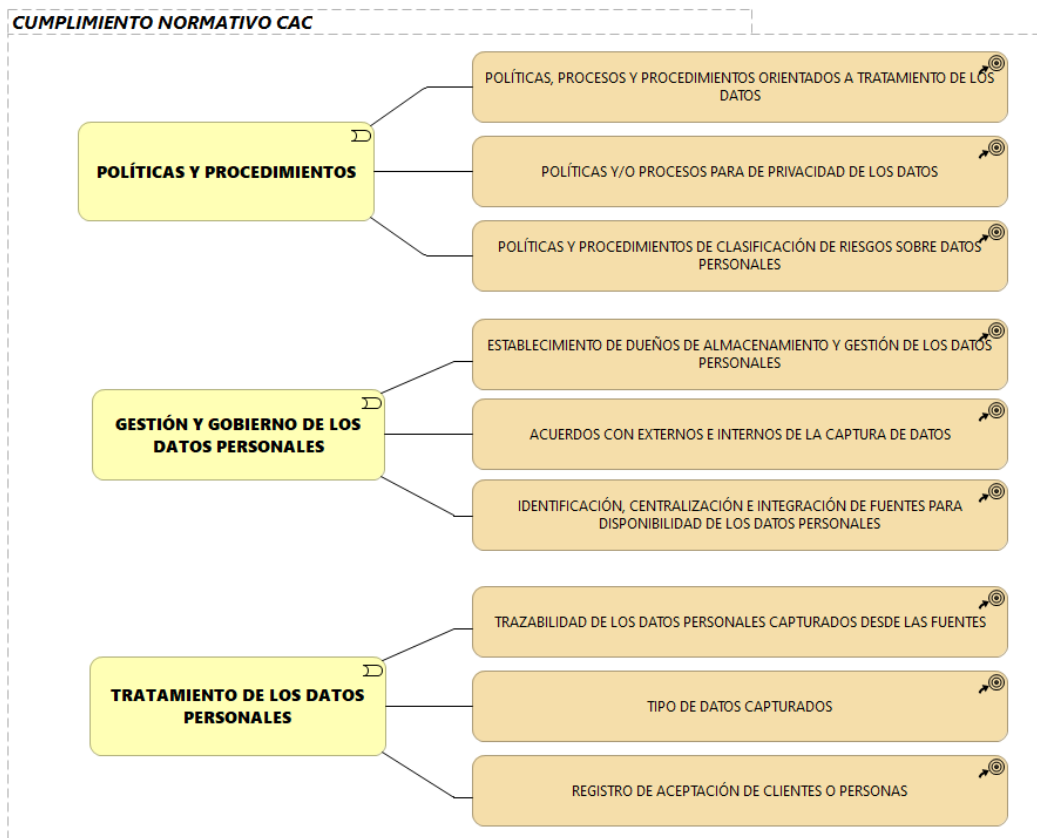 CUMPLIMIENTO NORMATIVO CAC
POLÍTICAS Y PROCEDIMIENTOS
POLÍTICAS, PROCESOS Y PROCEDIMIENTOS ORIENTADOS A TRATAMIENTO DE LOS
DATOS
POLÍTICAS Y/O PROCESOS PARA DE PRIVACIDAD DE LOS DATOS
POLÍTICAS Y PROCEDIMIENTOS DE CLASIFICACIÓN DE RIESGOS SOBRE DATOS
PERSONALES
GESTIÓN Y GOBIERNO DE LOS
DATOS PERSONALES
ESTABLECIMIENTO DE DUEÑOS DE ALMACENAMIENTO Y GESTIÓN DE LOS DATOS
PERSONALES
ACUERDOS CON EXTERNOS E INTERNOS DE LA CAPTURA DE DATOS
IDENTIFICACIÓN, CENTRALIZACIÓN E INTEGRACIÓN DE FUENTES PARA
DISPONIBILIDAD DE LOS DATOS PERSONALES
TRATAMIENTO DE LOS DATOS
PERSONALES
TRAZABILIDAD DE LOS DATOS PERSONALES CAPTURADOS DESDE LAS FUENTES
TIPO DE DATOS CAPTURADOS
REGISTRO DE ACEPTACIÓN DE CLIENTES O PERSONAS